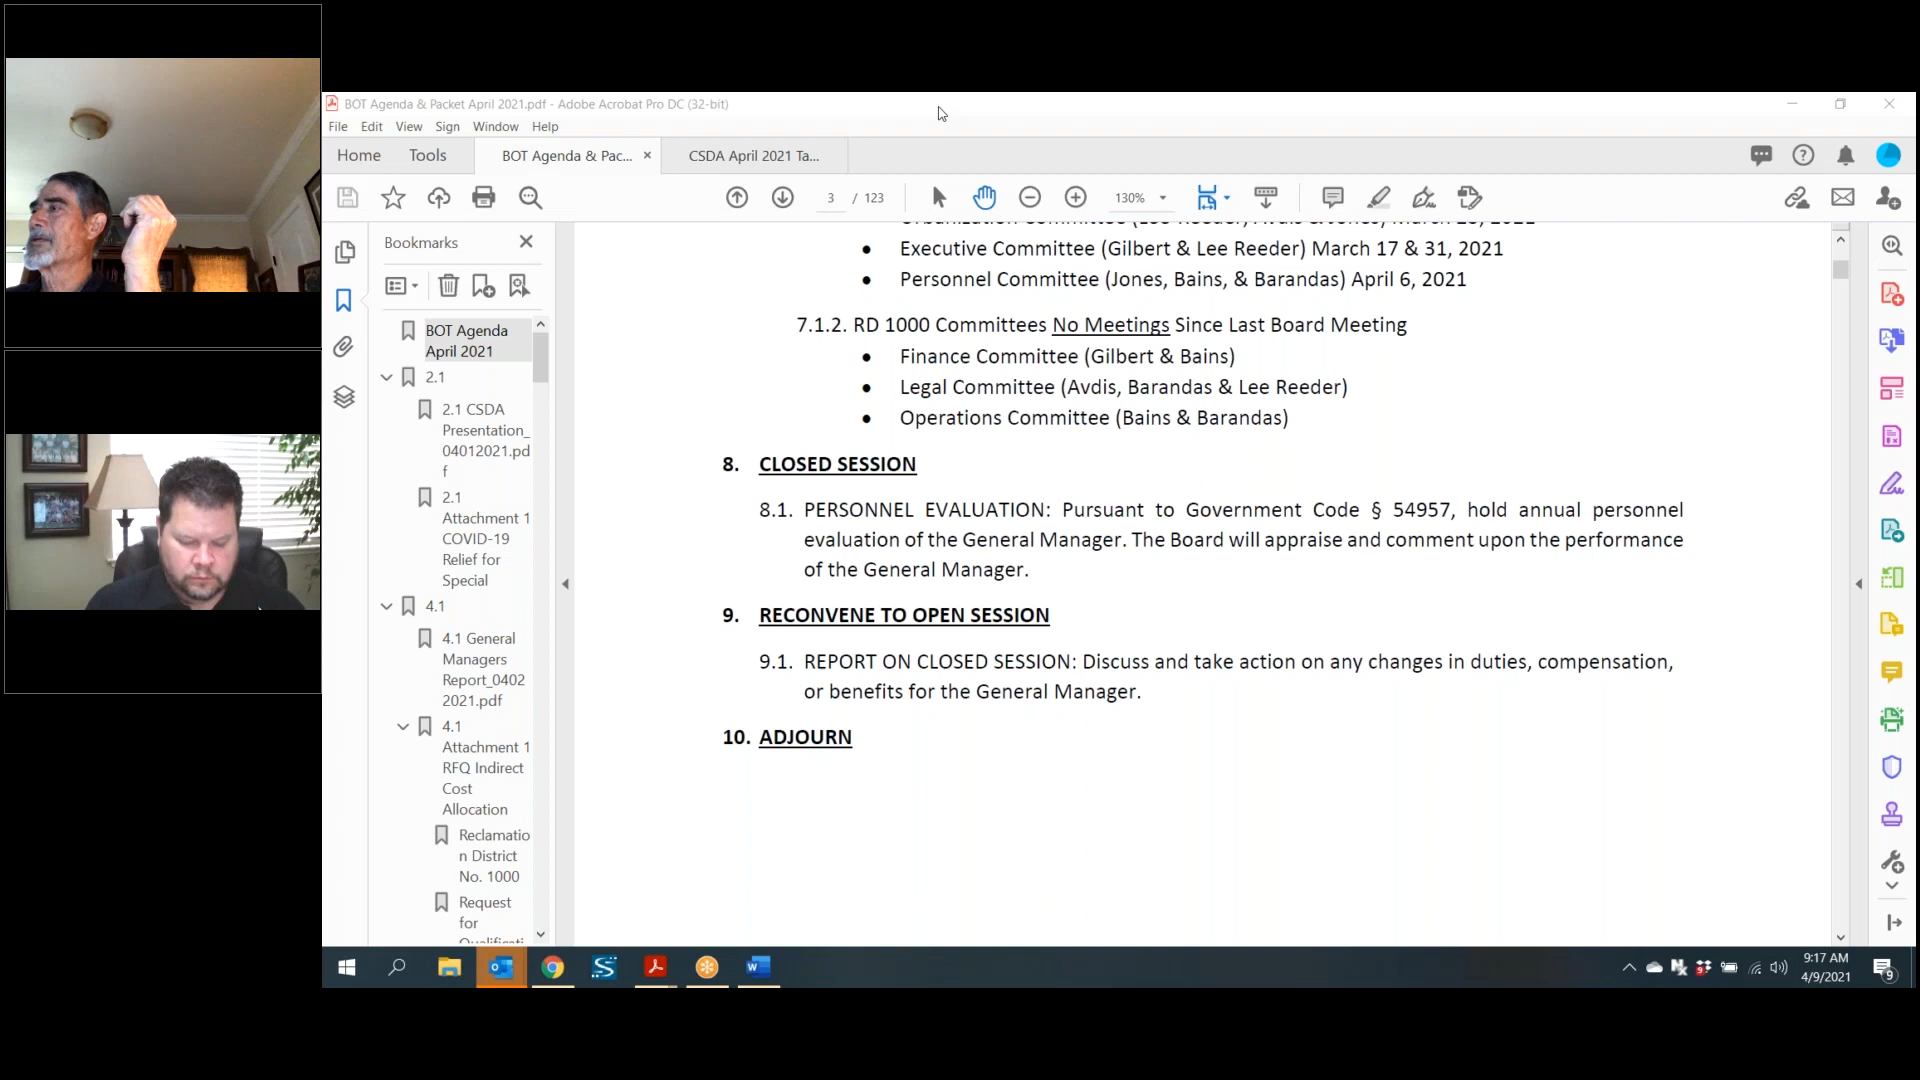 BOT Agenda & Packet April 2021.pdf - Adobe Acrobat Pro DC (32-bit)
File Edit View Sign Window Help
Home Tools BOT Agenda & Pac... × CSDA April 2021 Ta...
3 / 123 130%
Bookmarks
BOT Agenda
April 2021
2.1
2.1 CSDA
Presentation_
04012021.pd
f
2.1
Attachment 1
COVID-19
Relief for
Special
4.1
4.1 General
Managers
Report_0402
2021.pdf
4.1
Attachment 1
RFQ Indirect
Cost
Allocation
Reclamatio
n District
No. 1000
Request
for
Qualificati
• Executive Committee (Gilbert & Lee Reeder) March 17 & 31, 2021
• Personnel Committee (Jones, Bains, & Barandas) April 6, 2021
7.1.2. RD 1000 Committees No Meetings Since Last Board Meeting
• Finance Committee (Gilbert & Bains)
• Legal Committee (Avdis, Barandas & Lee Reeder)
• Operations Committee (Bains & Barandas)
8. CLOSED SESSION
8.1. PERSONNEL EVALUATION: Pursuant to Government Code § 54957, hold annual personnel
evaluation of the General Manager. The Board will appraise and comment upon the performance
of the General Manager.
9. RECONVENE TO OPEN SESSION
9.1. REPORT ON CLOSED SESSION: Discuss and take action on any changes in duties, compensation,
or benefits for the General Manager.
10. ADJOURN
9:17 AM
4/9/2021
9